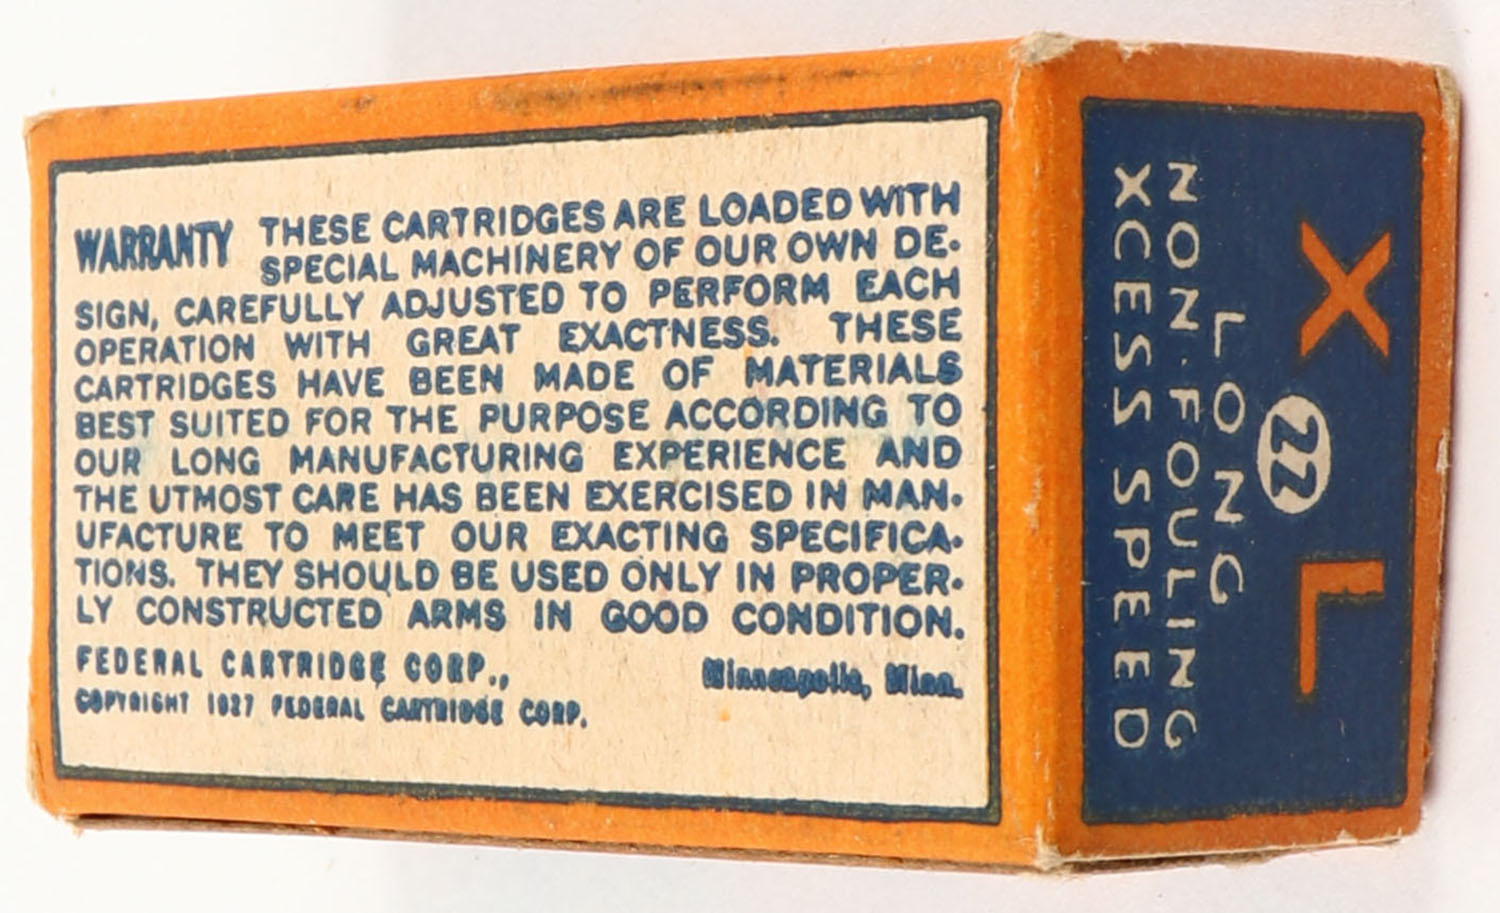 WARRANTY THESE CARTRIDGES ARE LOADED WITH
SPECIAL MACHINERY OF OUR OWN DE-
SIGN, CAREFULLY ADJUSTED TO PERFORM EACH
OPERATION WITH GREAT EXACTNESS. THESE
CARTRIDGES HAVE BEEN MADE OF MATERIALS
BEST SUITED FOR THE PURPOSE ACCORDING TO
OUR LONG MANUFACTURING EXPERIENCE AND
THE UTMOST CARE HAS BEEN EXERCISED IN MAN-
UFACTURE TO MEET OUR EXACTING SPECIFICA-
TIONS. THEY SHOULD BE USED ONLY IN PROPER-
LY CONSTRUCTED ARMS IN GOOD CONDITION.
FEDERAL CARTRIDGE CORP., Minneapolis, Minn.
COPYRIGHT 1927 FEDERAL CARTRIDGE CORP.
X 22 L
LONG
NON-FOULING
XCESS SPEED